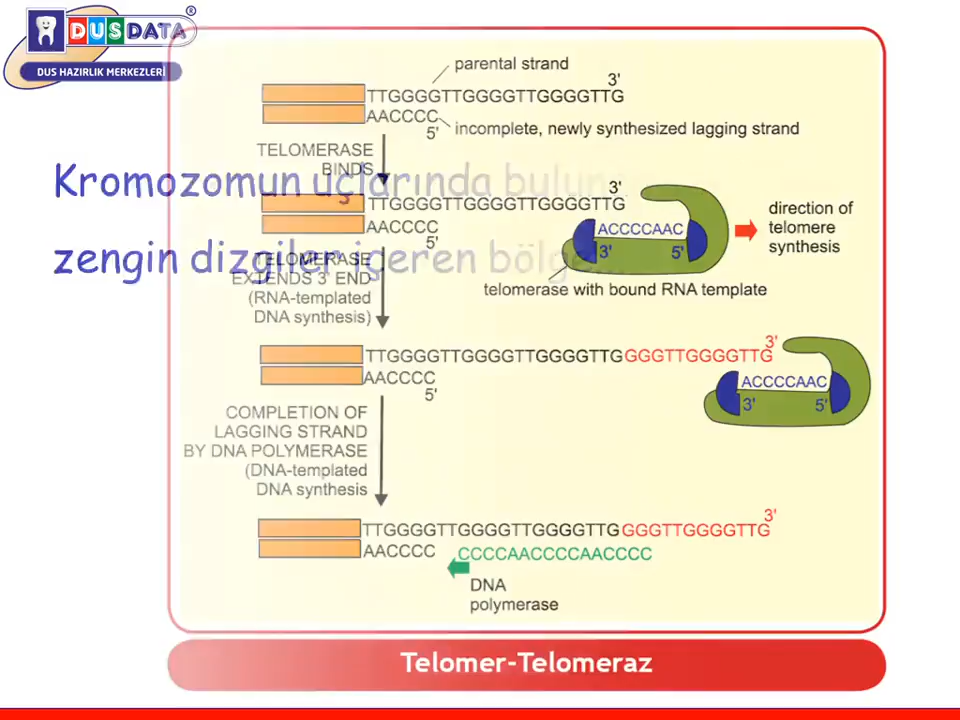 DUSDATA®
DUS HAZIRLIK MERKEZLERİ
parental strand
3'
TTGGGGTTGGGGTTGGGGTTG
AACCCC
5'
incomplete, newly synthesized lagging strand
TELOMERASE
BINDS
Kromozomun uçlarında
3'
TTGGGGTTGGGGTTGGGGTTG
AACCCC
5'
ACCCCAAC
3' 5'
direction of
telomere
synthesis
zengin dizgiler içeren bölge...
TELOMERASE
EXTENDS 3' END
(RNA-templated
DNA synthesis)
telomerase with bound RNA template
3'
TTGGGGTTGGGGTTGGGGTTGGGGTTGGGGTTG
AACCCC
5'
ACCCCAAC
3' 5'
COMPLETION OF
LAGGING STRAND
BY DNA POLYMERASE
(DNA-templated
DNA synthesis
3'
TTGGGGTTGGGGTTGGGGTTGGGGTTGGGGTTG
AACCCC CCCCAACCCCAACCCC
DNA
polymerase
Telomer-Telomeraz